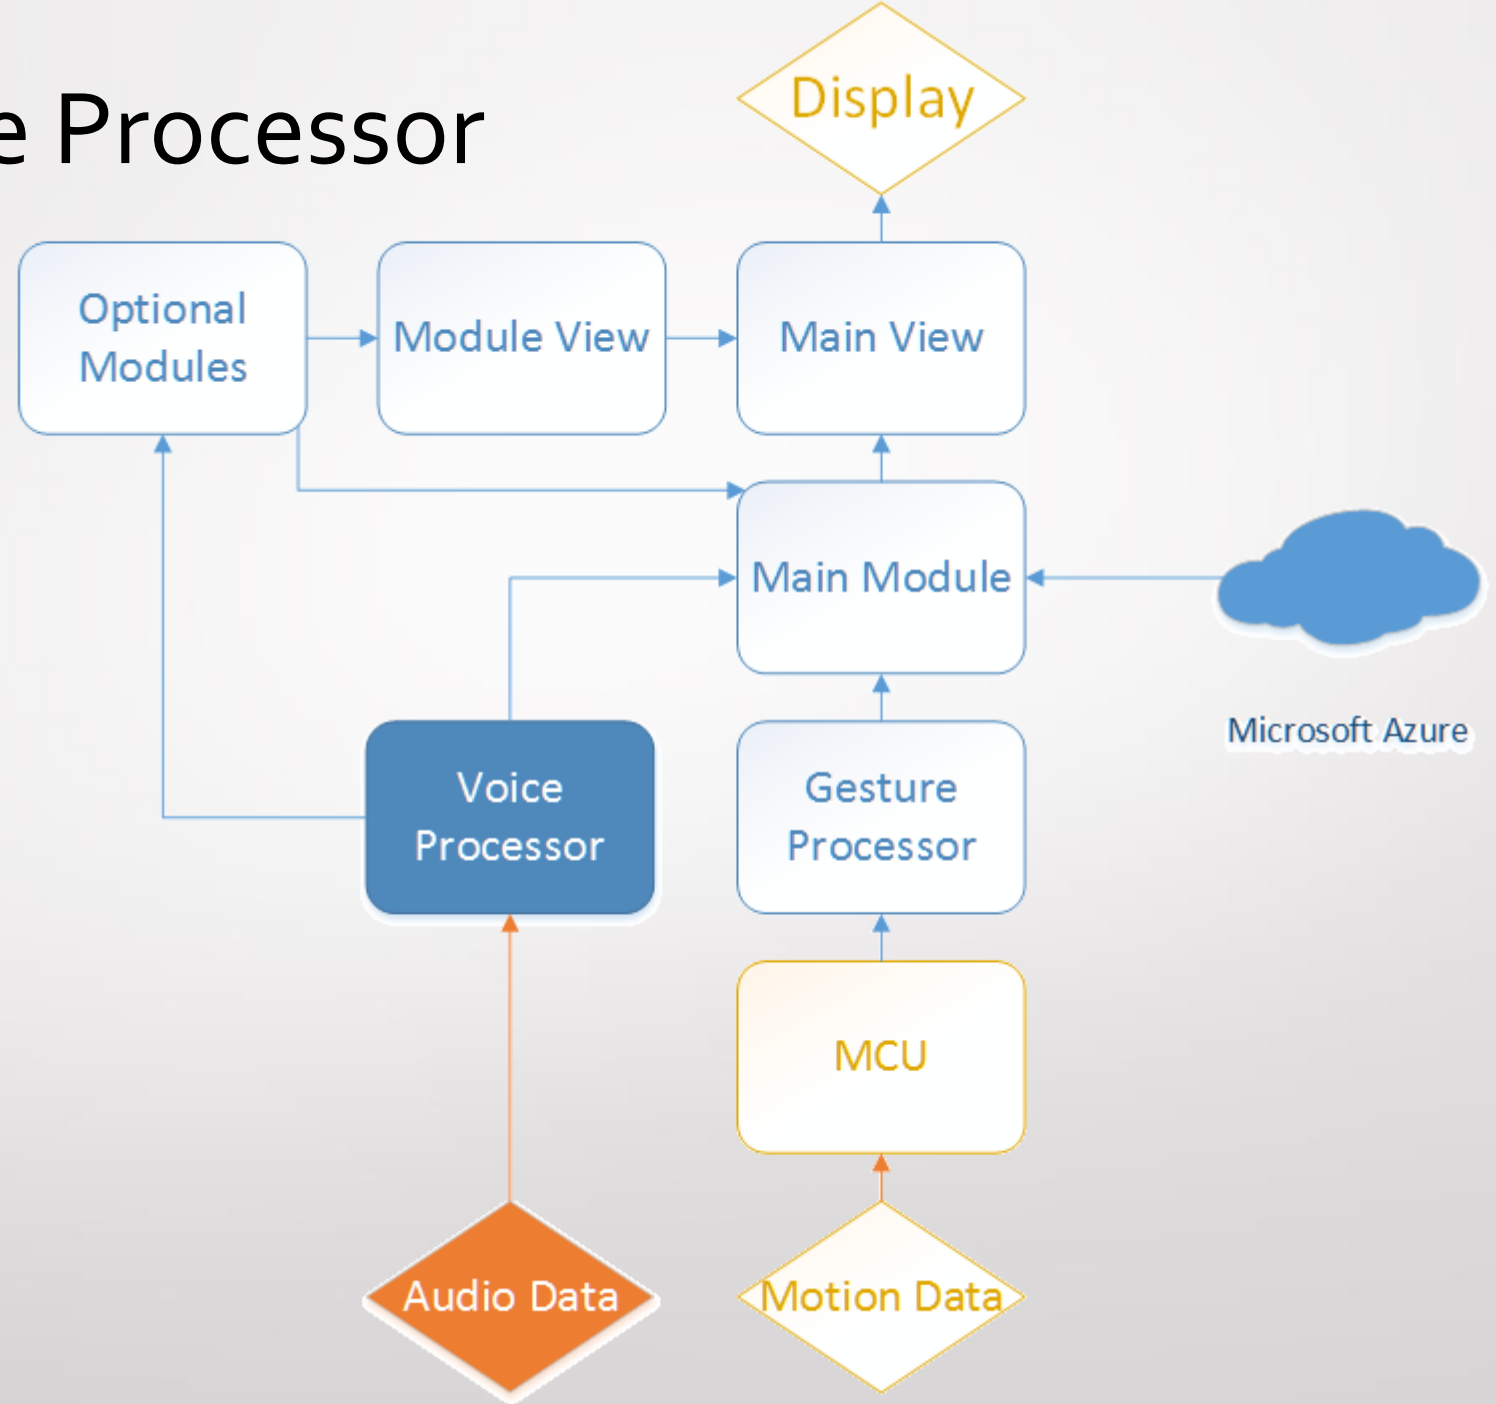 e Processor
Display
Optional
Modules
Module View
Main View
Main Module
Microsoft Azure
Voice
Processor
Gesture
Processor
MCU
Audio Data
Motion Data